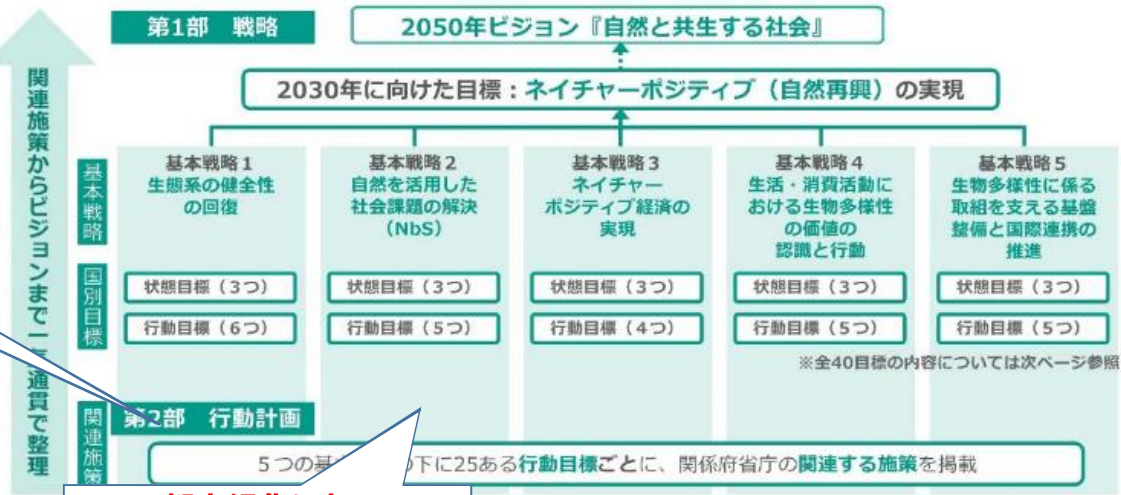 第1部 戦略
2050年ビジョン『自然と共生する社会』
2030年に向けた目標：ネイチャーポジティブ（自然再興）の実現
関連施策からビジョンまで一気通貫で整理
基本戦略
基本戦略1
生態系の健全性
の回復
基本戦略2
自然を活用した
社会課題の解決
（NbS）
基本戦略3
ネイチャー
ポジティブ経済の
実現
基本戦略4
生活・消費活動に
おける生物多様性
の価値の
認識と行動
基本戦略5
生物多様性に係る
取組を支える基盤
整備と国際連携の
推進
国別目標
状態目標（3つ）
状態目標（3つ）
状態目標（3つ）
状態目標（3つ）
状態目標（3つ）
行動目標（6つ）
行動目標（5つ）
行動目標（4つ）
行動目標（5つ）
行動目標（5つ）
※全40目標の内容については次ページ参照
関連施策
第2部 行動計画
5つの基 の下に25ある行動目標ごとに、関係府省庁の関連する施策を掲載